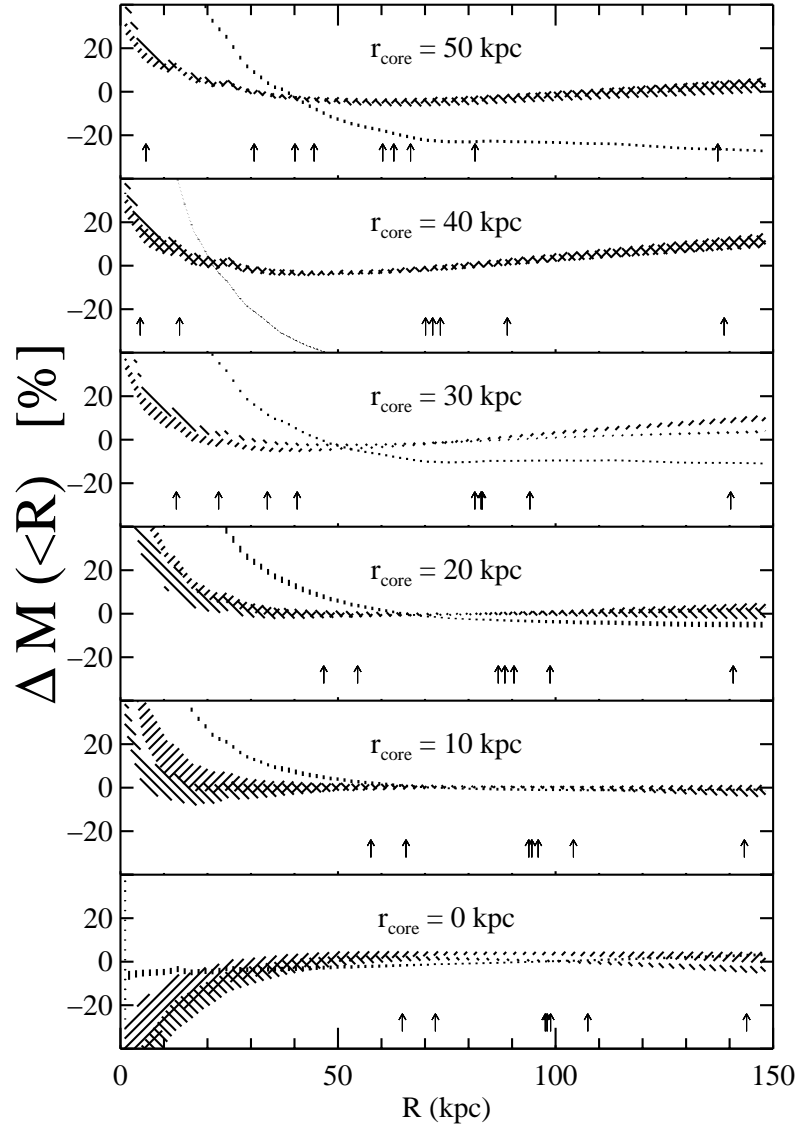 20
0
−20
r_core = 50 kpc
20
0
−20
r_core = 40 kpc
20
0
−20
r_core = 30 kpc
20
0
−20
r_core = 20 kpc
20
0
−20
r_core = 10 kpc
20
0
−20
r_core = 0 kpc
Δ M (<R) [%]
0 50 100 150
R (kpc)